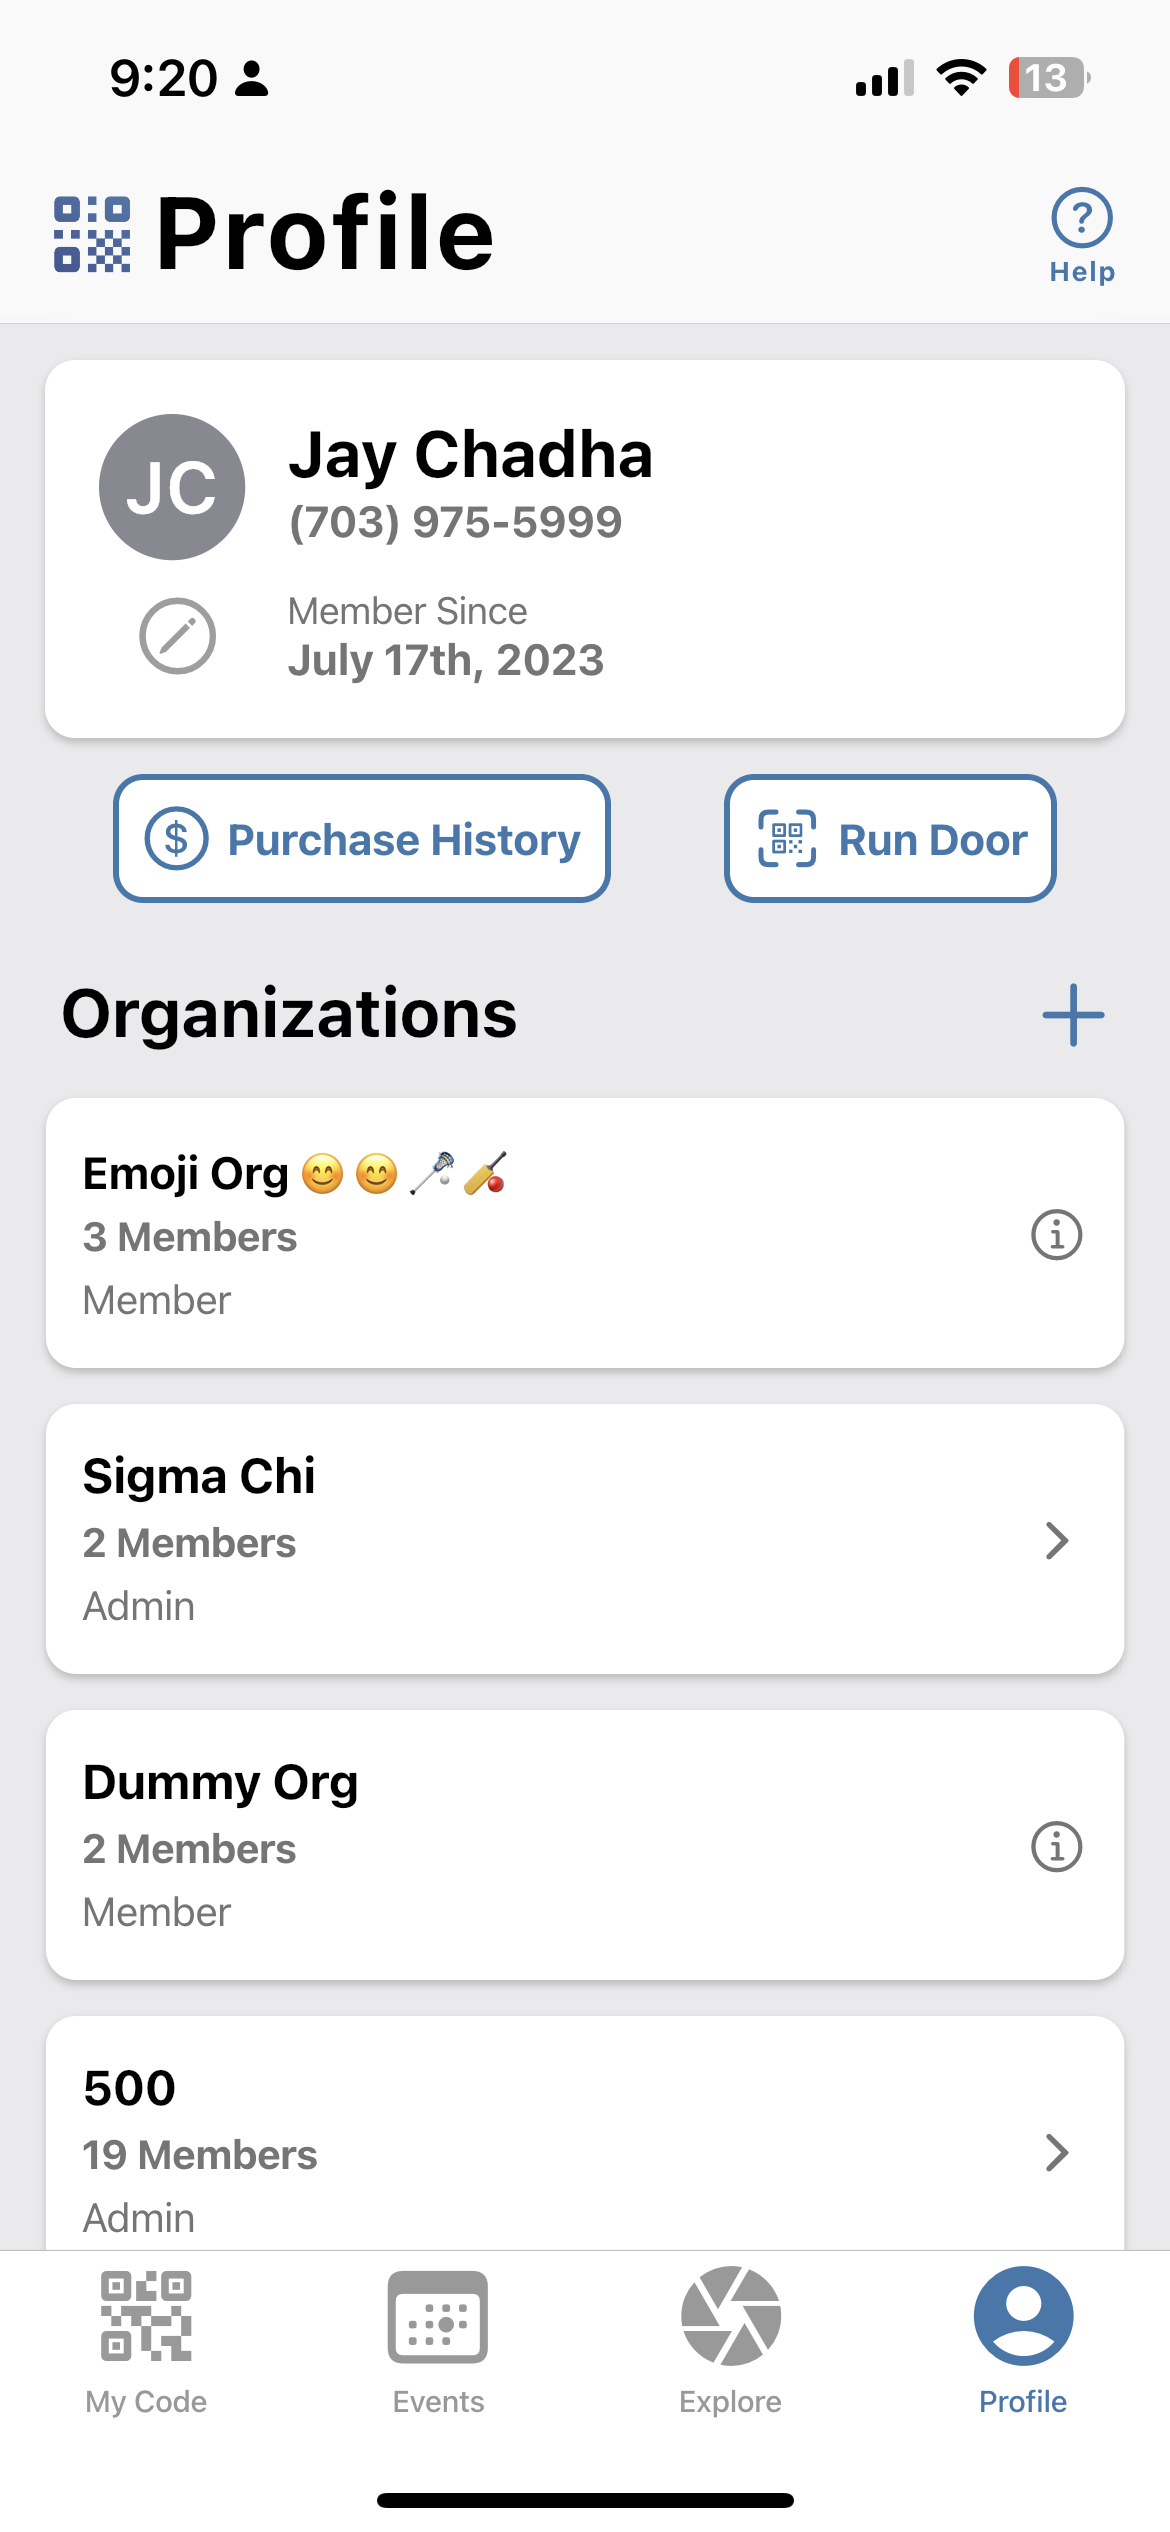 9:20
13
Profile
?
Help
JC
Jay Chadha
(703) 975-5999
Member Since
July 17th, 2023
$ Purchase History
Run Door
Organizations
Emoji Org 😊 😊 🥍 🏏
3 Members
Member
Sigma Chi
2 Members
Admin
Dummy Org
2 Members
Member
500
19 Members
Admin
My Code
Events
Explore
Profile